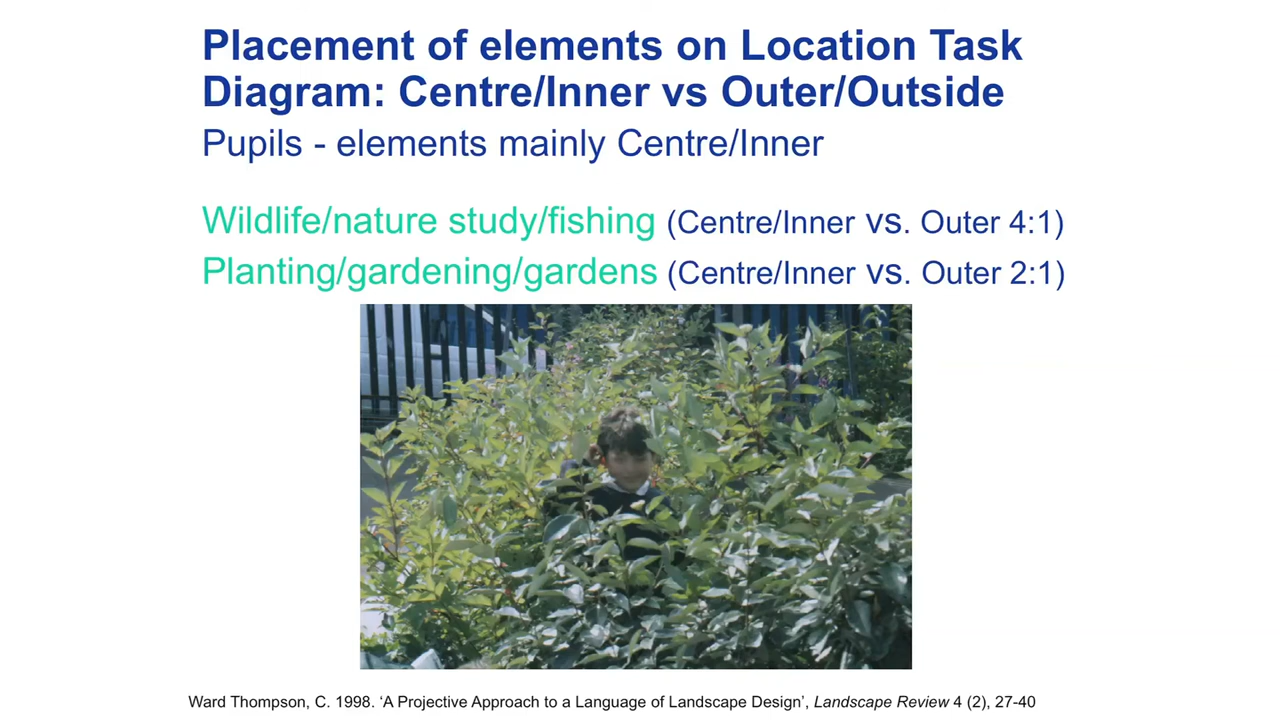 Placement of elements on Location Task
Diagram: Centre/Inner vs Outer/Outside
Pupils - elements mainly Centre/Inner
Wildlife/nature study/fishing (Centre/Inner vs. Outer 4:1)
Planting/gardening/gardens (Centre/Inner vs. Outer 2:1)
Ward Thompson, C. 1998. ‘A Projective Approach to a Language of Landscape Design’, Landscape Review 4 (2), 27-40